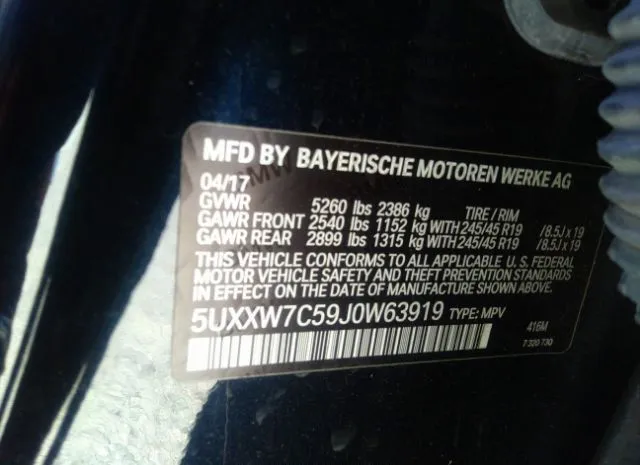 MFD BY BAYERISCHE MOTOREN WERKE AG
04/17
GVWR 5260 lbs 2386 kg TIRE / RIM
GAWR FRONT 2540 lbs 1152 kg WITH 245/45 R19 /8.5J x 19
GAWR REAR 2899 lbs 1315 kg WITH 245/45 R19 /8.5J x 19
THIS VEHICLE CONFORMS TO ALL APPLICABLE U. S. FEDERAL
MOTOR VEHICLE SAFETY AND THEFT PREVENTION STANDARDS
IN EFFECT ON THE DATE OF MANUFACTURE SHOWN ABOVE.
5UXXW7C59J0W63919 TYPE: MPV
416M
7 320 730